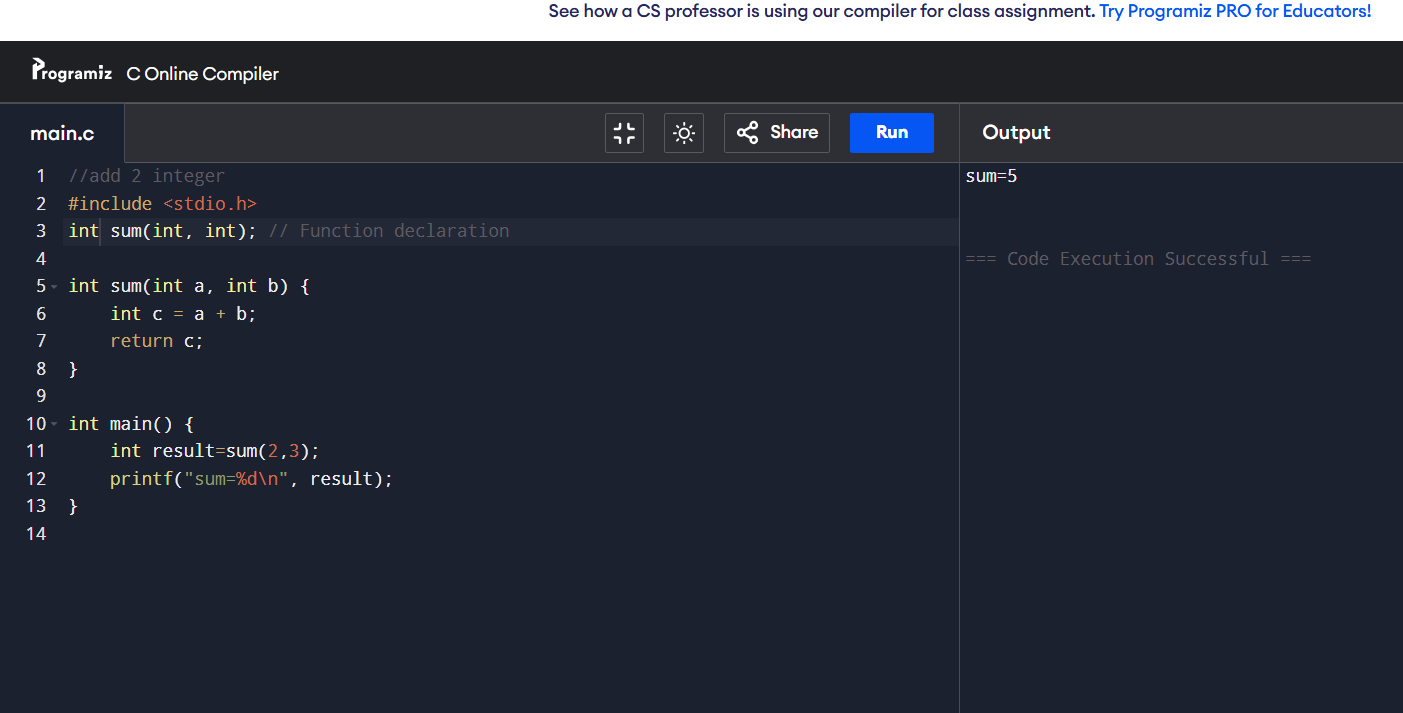 See how a CS professor is using our compiler for class assignment. Try Programiz PRO for Educators!
Programiz C Online Compiler
main.c
Share
Run
Output
1 //add 2 integer
2 #include <stdio.h>
3 int sum(int, int); // Function declaration
4
5 int sum(int a, int b) {
6     int c = a + b;
7     return c;
8 }
9
10 int main() {
11     int result=sum(2,3);
12     printf("sum=%d\n", result);
13 }
14
sum=5
=== Code Execution Successful ===